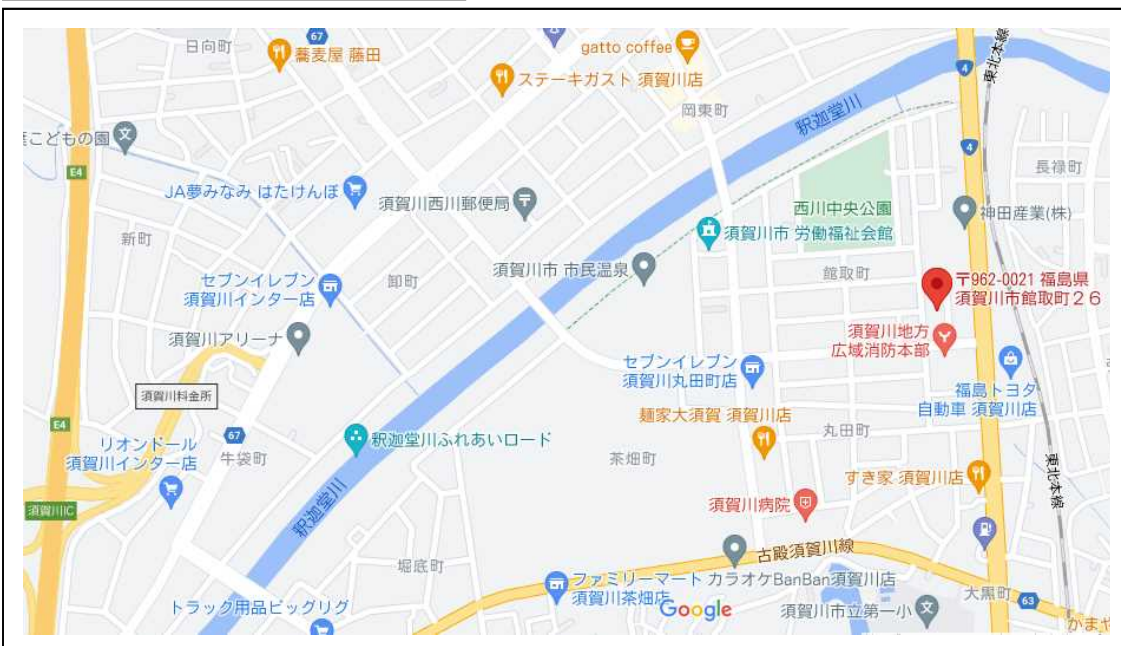 日向町
67
蕎麦屋 藤田
gatto coffee
ステーキガスト 須賀川店
4
東北本線
岡東町
釈迦堂川
こどもの園
E4
4
長禄町
JA夢みなみ はたけんぼ
須賀川西川郵便局
西川中央公園
神田産業(株)
新町
須賀川市 労働福祉会館
セブンイレブン
須賀川インター店
卸町
須賀川市 市民温泉
館取町
〒962-0021 福島県
須賀川市館取町26
須賀川アリーナ
須賀川地方
広域消防本部
セブンイレブン
須賀川丸田町店
福島トヨタ
自動車 須賀川店
須賀川料金所
麺家大須賀 須賀川店
E4
67
リオンドール
須賀川インター店
牛袋町
釈迦堂川ふれあいロード
丸田町
茶畑町
すき家 須賀川店
東北本線
須賀川IC
釈迦堂川
須賀川病院
古殿須賀川線
堀底町
ファミリーマート
須賀川茶畑店
カラオケBanBan須賀川店
トラック用品ビッグリグ
Google
須賀川市立第一小
大黒町
63
かまや